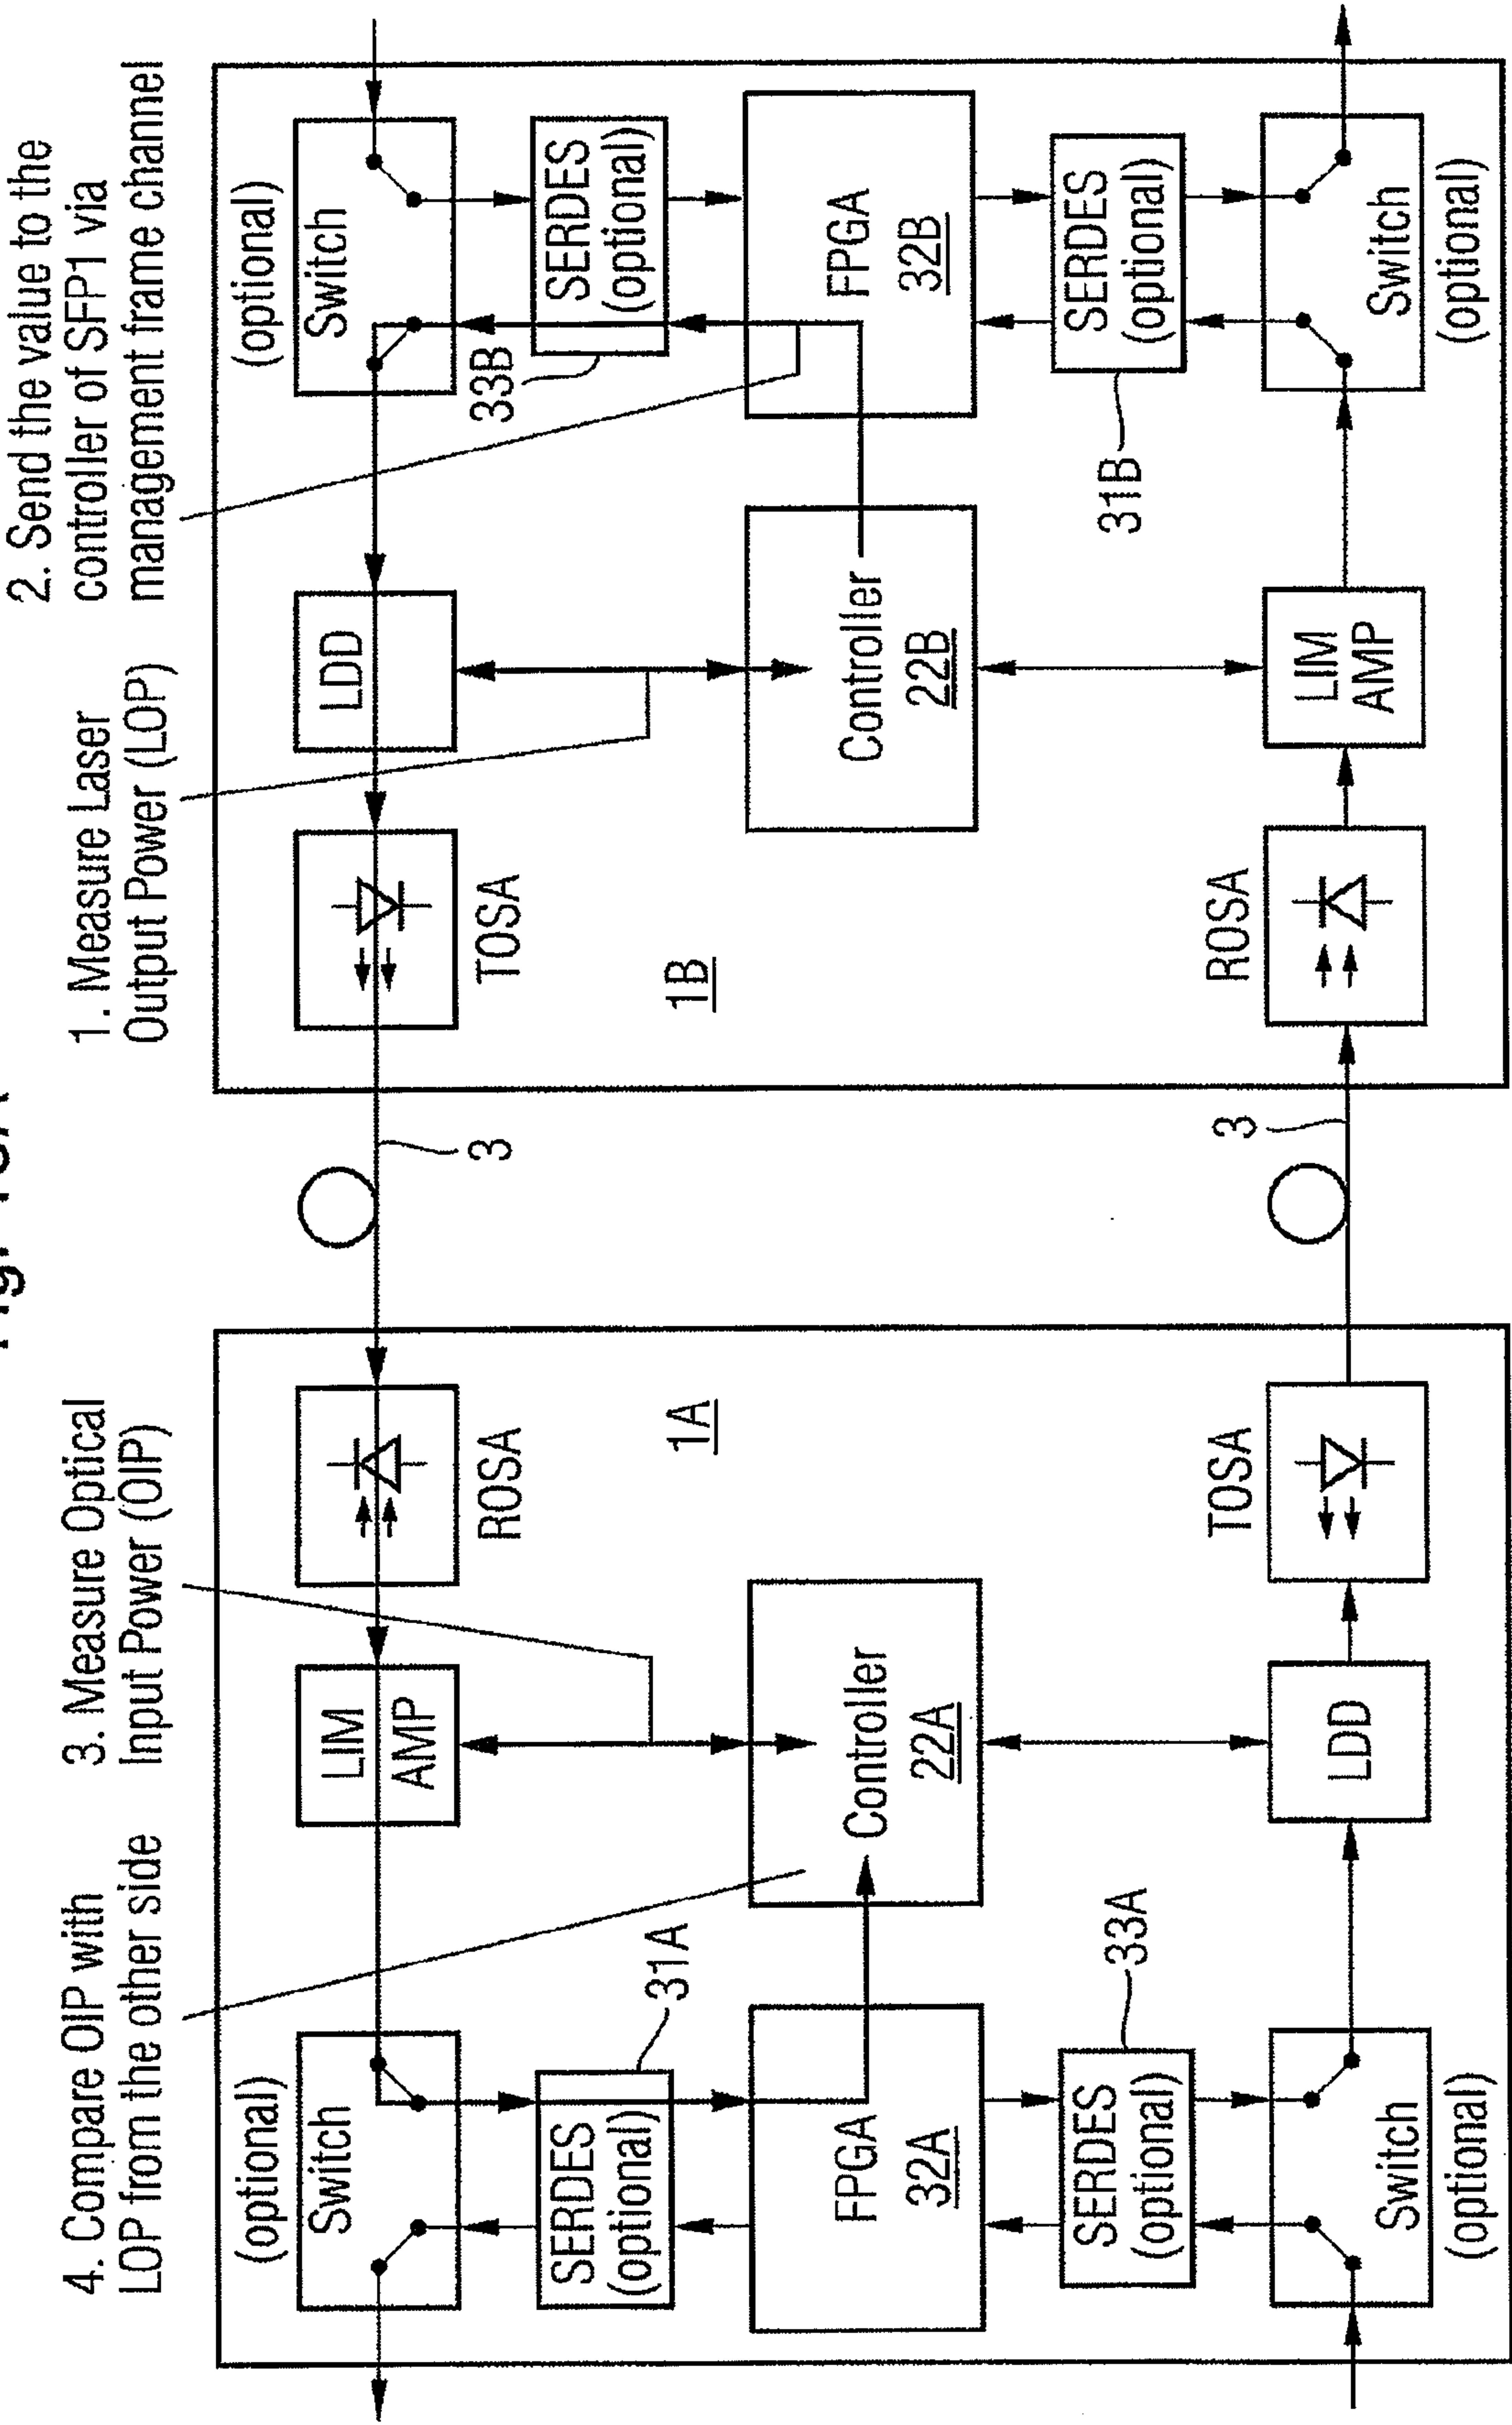 4. Compare OIP with
LOP from the other side
3. Measure Optical
Input Power (OIP)
1. Measure Laser
Output Power (LOP)
2. Send the value to the
controller of SFP1 via
management frame channel
(optional)
Switch
LIM
AMP
ROSA
3
TOSA
LDD
(optional)
Switch
SERDES
(optional)
31A
1A
1B
33B
SERDES
(optional)
FPGA
32A
Controller
22A
Controller
22B
FPGA
32B
SERDES
(optional)
33A
31B
SERDES
(optional)
Switch
(optional)
LDD
TOSA
3
ROSA
LIM
AMP
Switch
(optional)